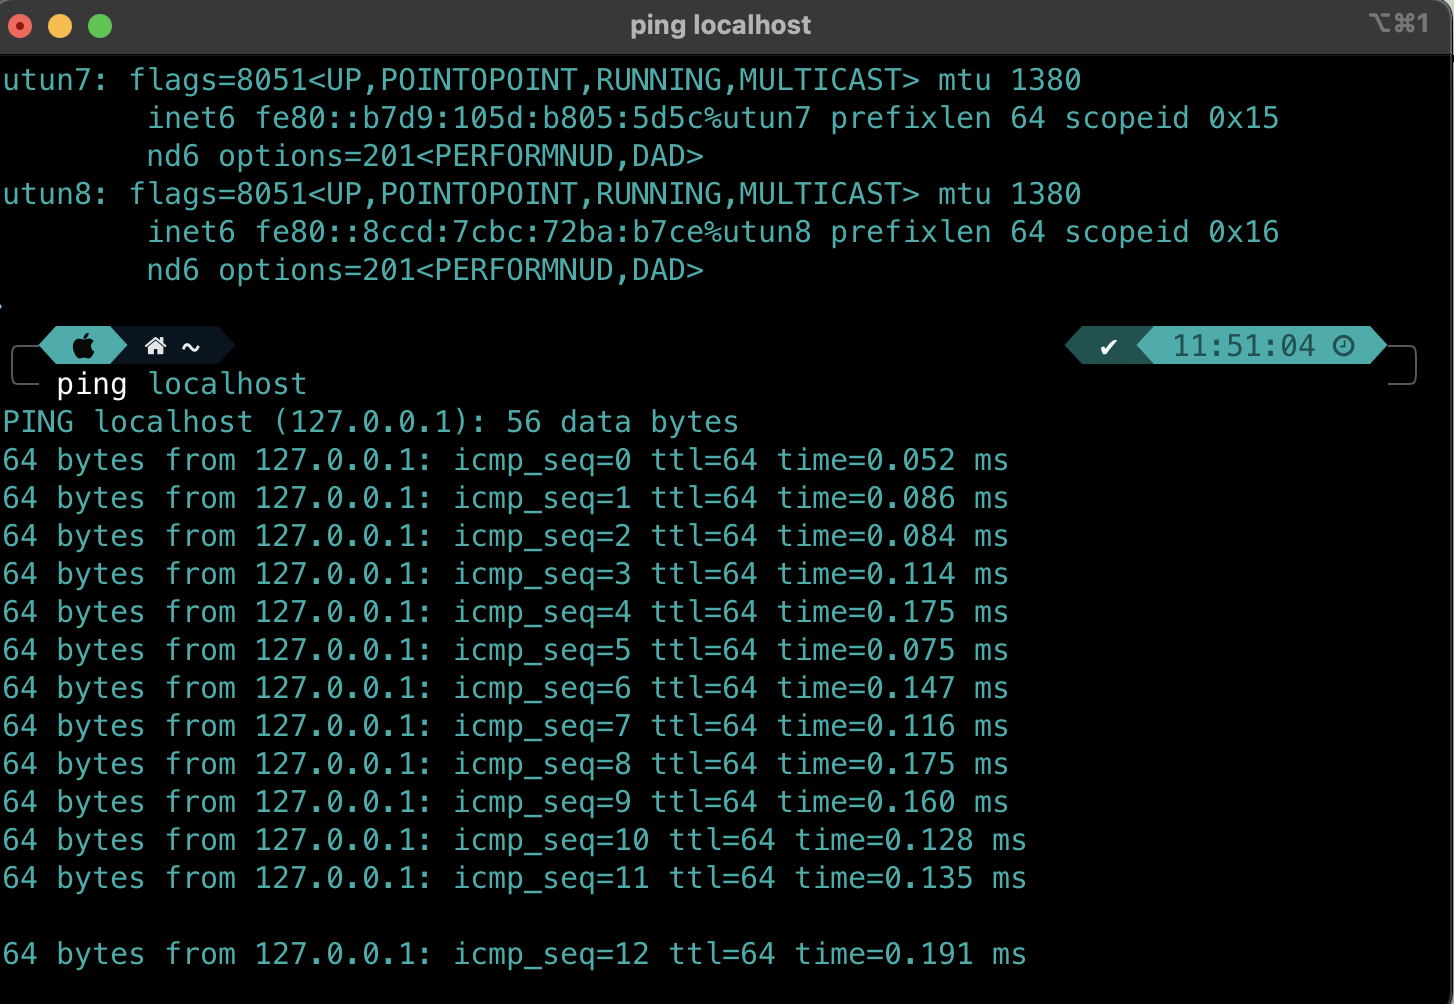 ping localhost
⌥⌘1
utun7: flags=8051<UP,POINTOPOINT,RUNNING,MULTICAST> mtu 1380
inet6 fe80::b7d9:105d:b805:5d5c%utun7 prefixlen 64 scopeid 0x15
nd6 options=201<PERFORMNUD,DAD>
utun8: flags=8051<UP,POINTOPOINT,RUNNING,MULTICAST> mtu 1380
inet6 fe80::8ccd:7cbc:72ba:b7ce%utun8 prefixlen 64 scopeid 0x16
nd6 options=201<PERFORMNUD,DAD>
~ ✔ 11:51:04
ping localhost
PING localhost (127.0.0.1): 56 data bytes
64 bytes from 127.0.0.1: icmp_seq=0 ttl=64 time=0.052 ms
64 bytes from 127.0.0.1: icmp_seq=1 ttl=64 time=0.086 ms
64 bytes from 127.0.0.1: icmp_seq=2 ttl=64 time=0.084 ms
64 bytes from 127.0.0.1: icmp_seq=3 ttl=64 time=0.114 ms
64 bytes from 127.0.0.1: icmp_seq=4 ttl=64 time=0.175 ms
64 bytes from 127.0.0.1: icmp_seq=5 ttl=64 time=0.075 ms
64 bytes from 127.0.0.1: icmp_seq=6 ttl=64 time=0.147 ms
64 bytes from 127.0.0.1: icmp_seq=7 ttl=64 time=0.116 ms
64 bytes from 127.0.0.1: icmp_seq=8 ttl=64 time=0.175 ms
64 bytes from 127.0.0.1: icmp_seq=9 ttl=64 time=0.160 ms
64 bytes from 127.0.0.1: icmp_seq=10 ttl=64 time=0.128 ms
64 bytes from 127.0.0.1: icmp_seq=11 ttl=64 time=0.135 ms
64 bytes from 127.0.0.1: icmp_seq=12 ttl=64 time=0.191 ms